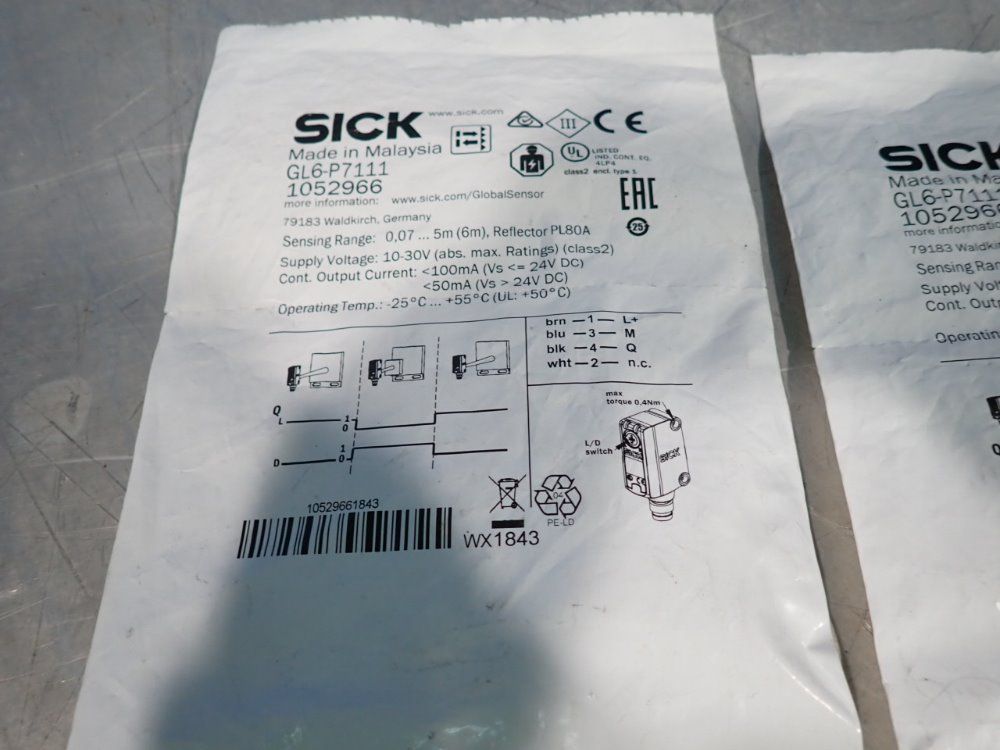 SICK www.sick.com
Made in Malaysia
GL6-P7111
1052966
more information: www.sick.com/GlobalSensor
79183 Waldkirch, Germany
Sensing Range: 0,07 ... 5m (6m), Reflector PL80A
Supply Voltage: 10-30V (abs. max. Ratings) (class2)
Cont. Output Current: <100mA (Vs <= 24V DC)
<50mA (Vs > 24V DC)
Operating Temp.: -25°C ... +55°C (UL: +50°C)
III CE
UL LISTED
IND. CONT. EQ.
4LP4
class2 encl. type 1
EAC
25
brn — 1 — L+
blu — 3 — M
blk — 4 — Q
wht — 2 — n.c.
Q
L 1
0
D 1
0
max
torque 0.4Nm
L/D
switch
SICK
10529661843
WX1843
04
PE-LD
SICK
Made in Ma
GL6-P7111
1052966
more informatio
79183 Waldki
Sensing Ran
Supply Volt
Cont. Outp
Operatin